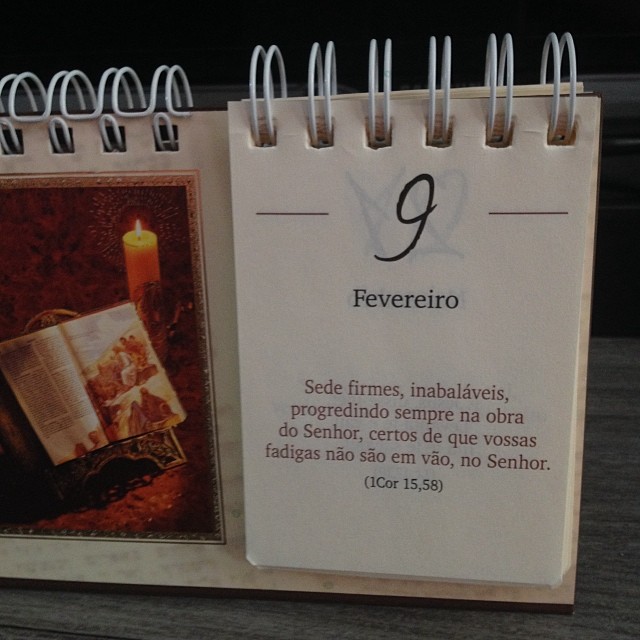 9
Fevereiro
Sede firmes, inabaláveis,
progredindo sempre na obra
do Senhor, certos de que vossas
fadigas não são em vão, no Senhor.
(1Cor 15,58)